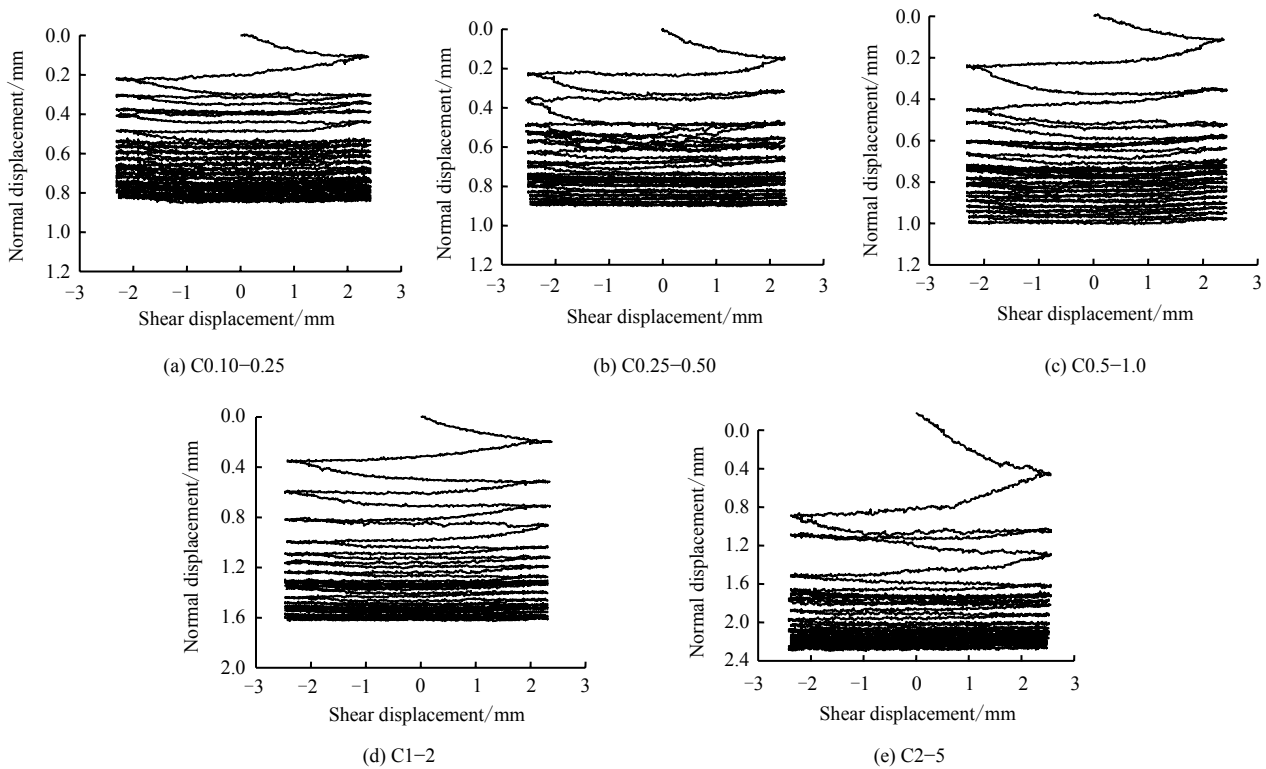 Normal displacement/mm
0.0
0.2
0.4
0.6
0.8
1.0
1.2
−3 −2 −1 0 1 2 3
Shear displacement/mm
(a) C0.10−0.25
Normal displacement/mm
0.0
0.2
0.4
0.6
0.8
1.0
1.2
−3 −2 −1 0 1 2 3
Shear displacement/mm
(b) C0.25−0.50
Normal displacement/mm
0.0
0.2
0.4
0.6
0.8
1.0
1.2
−3 −2 −1 0 1 2 3
Shear displacement/mm
(c) C0.5−1.0
Normal displacement/mm
0.0
0.4
0.8
1.2
1.6
2.0
−3 −2 −1 0 1 2 3
Shear displacement/mm
(d) C1−2
Normal displacement/mm
0.0
0.4
0.8
1.2
1.6
2.0
2.4
−3 −2 −1 0 1 2 3
Shear displacement/mm
(e) C2−5